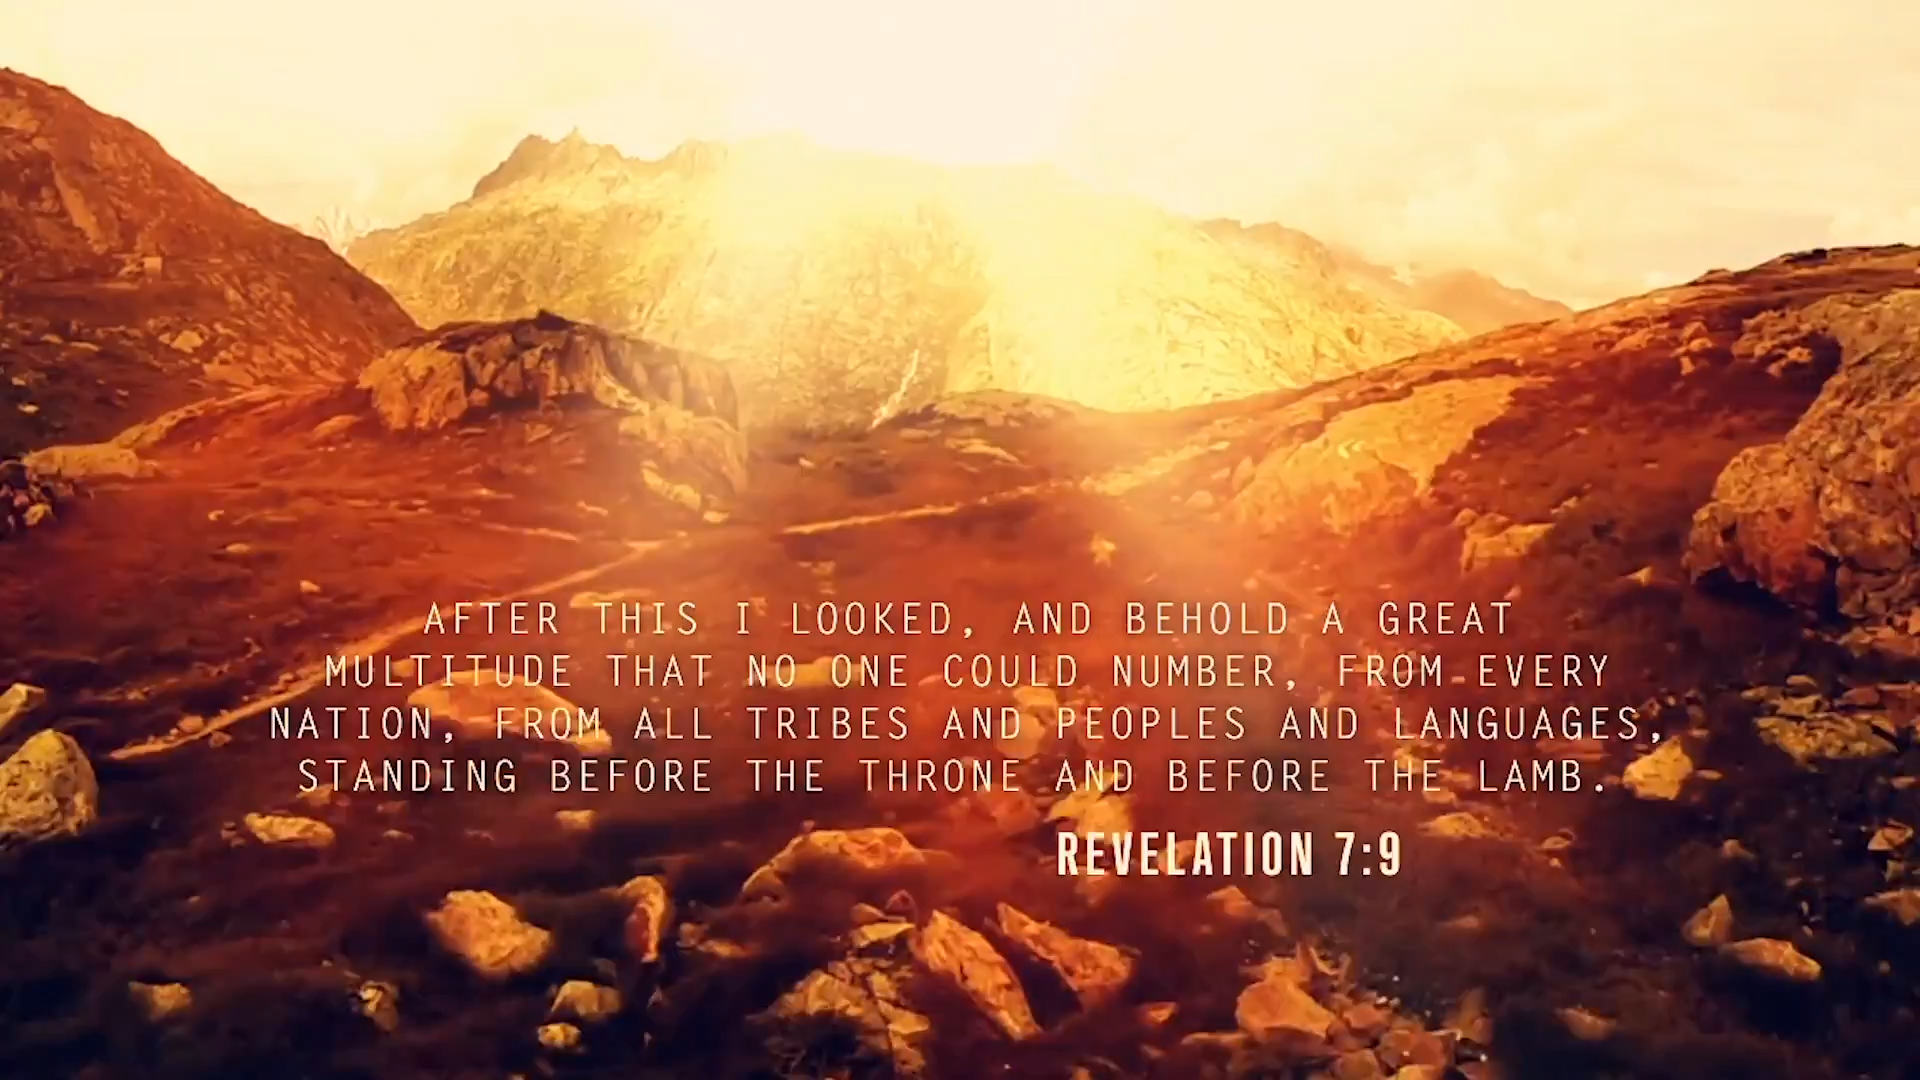 AFTER THIS I LOOKED, AND BEHOLD A GREAT
MULTITUDE THAT NO ONE COULD NUMBER, FROM EVERY
NATION, FROM ALL TRIBES AND PEOPLES AND LANGUAGES,
STANDING BEFORE THE THRONE AND BEFORE THE LAMB.
REVELATION 7:9